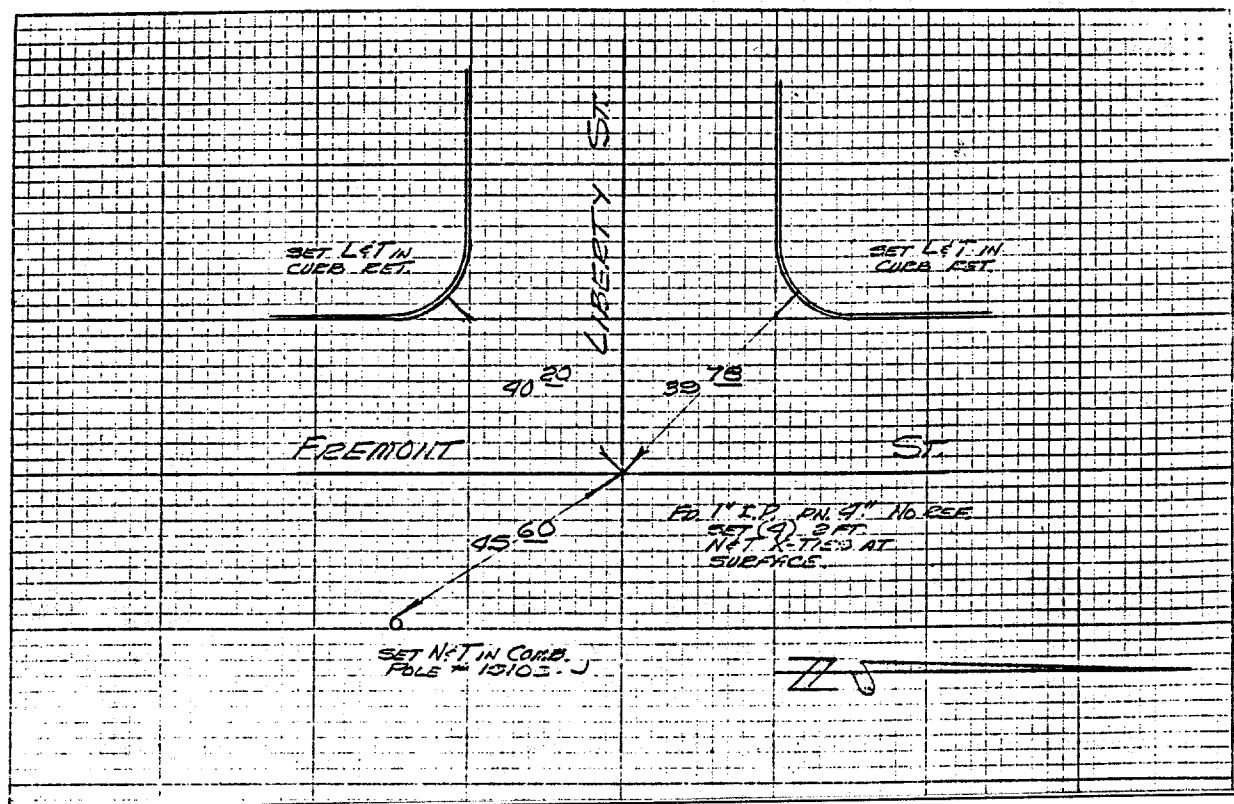 LIBERTY ST.
SET L&T IN
CURB RET.
SET L&T IN
CURB RET.
40 20
39 78
FREMONT ST.
FD. 1" I.P. DN. 4" NO REF.
SET (4) 2 FT.
N&T X-TIES AT
SURFACE.
45 60
SET N&T IN COMB.
POLE #